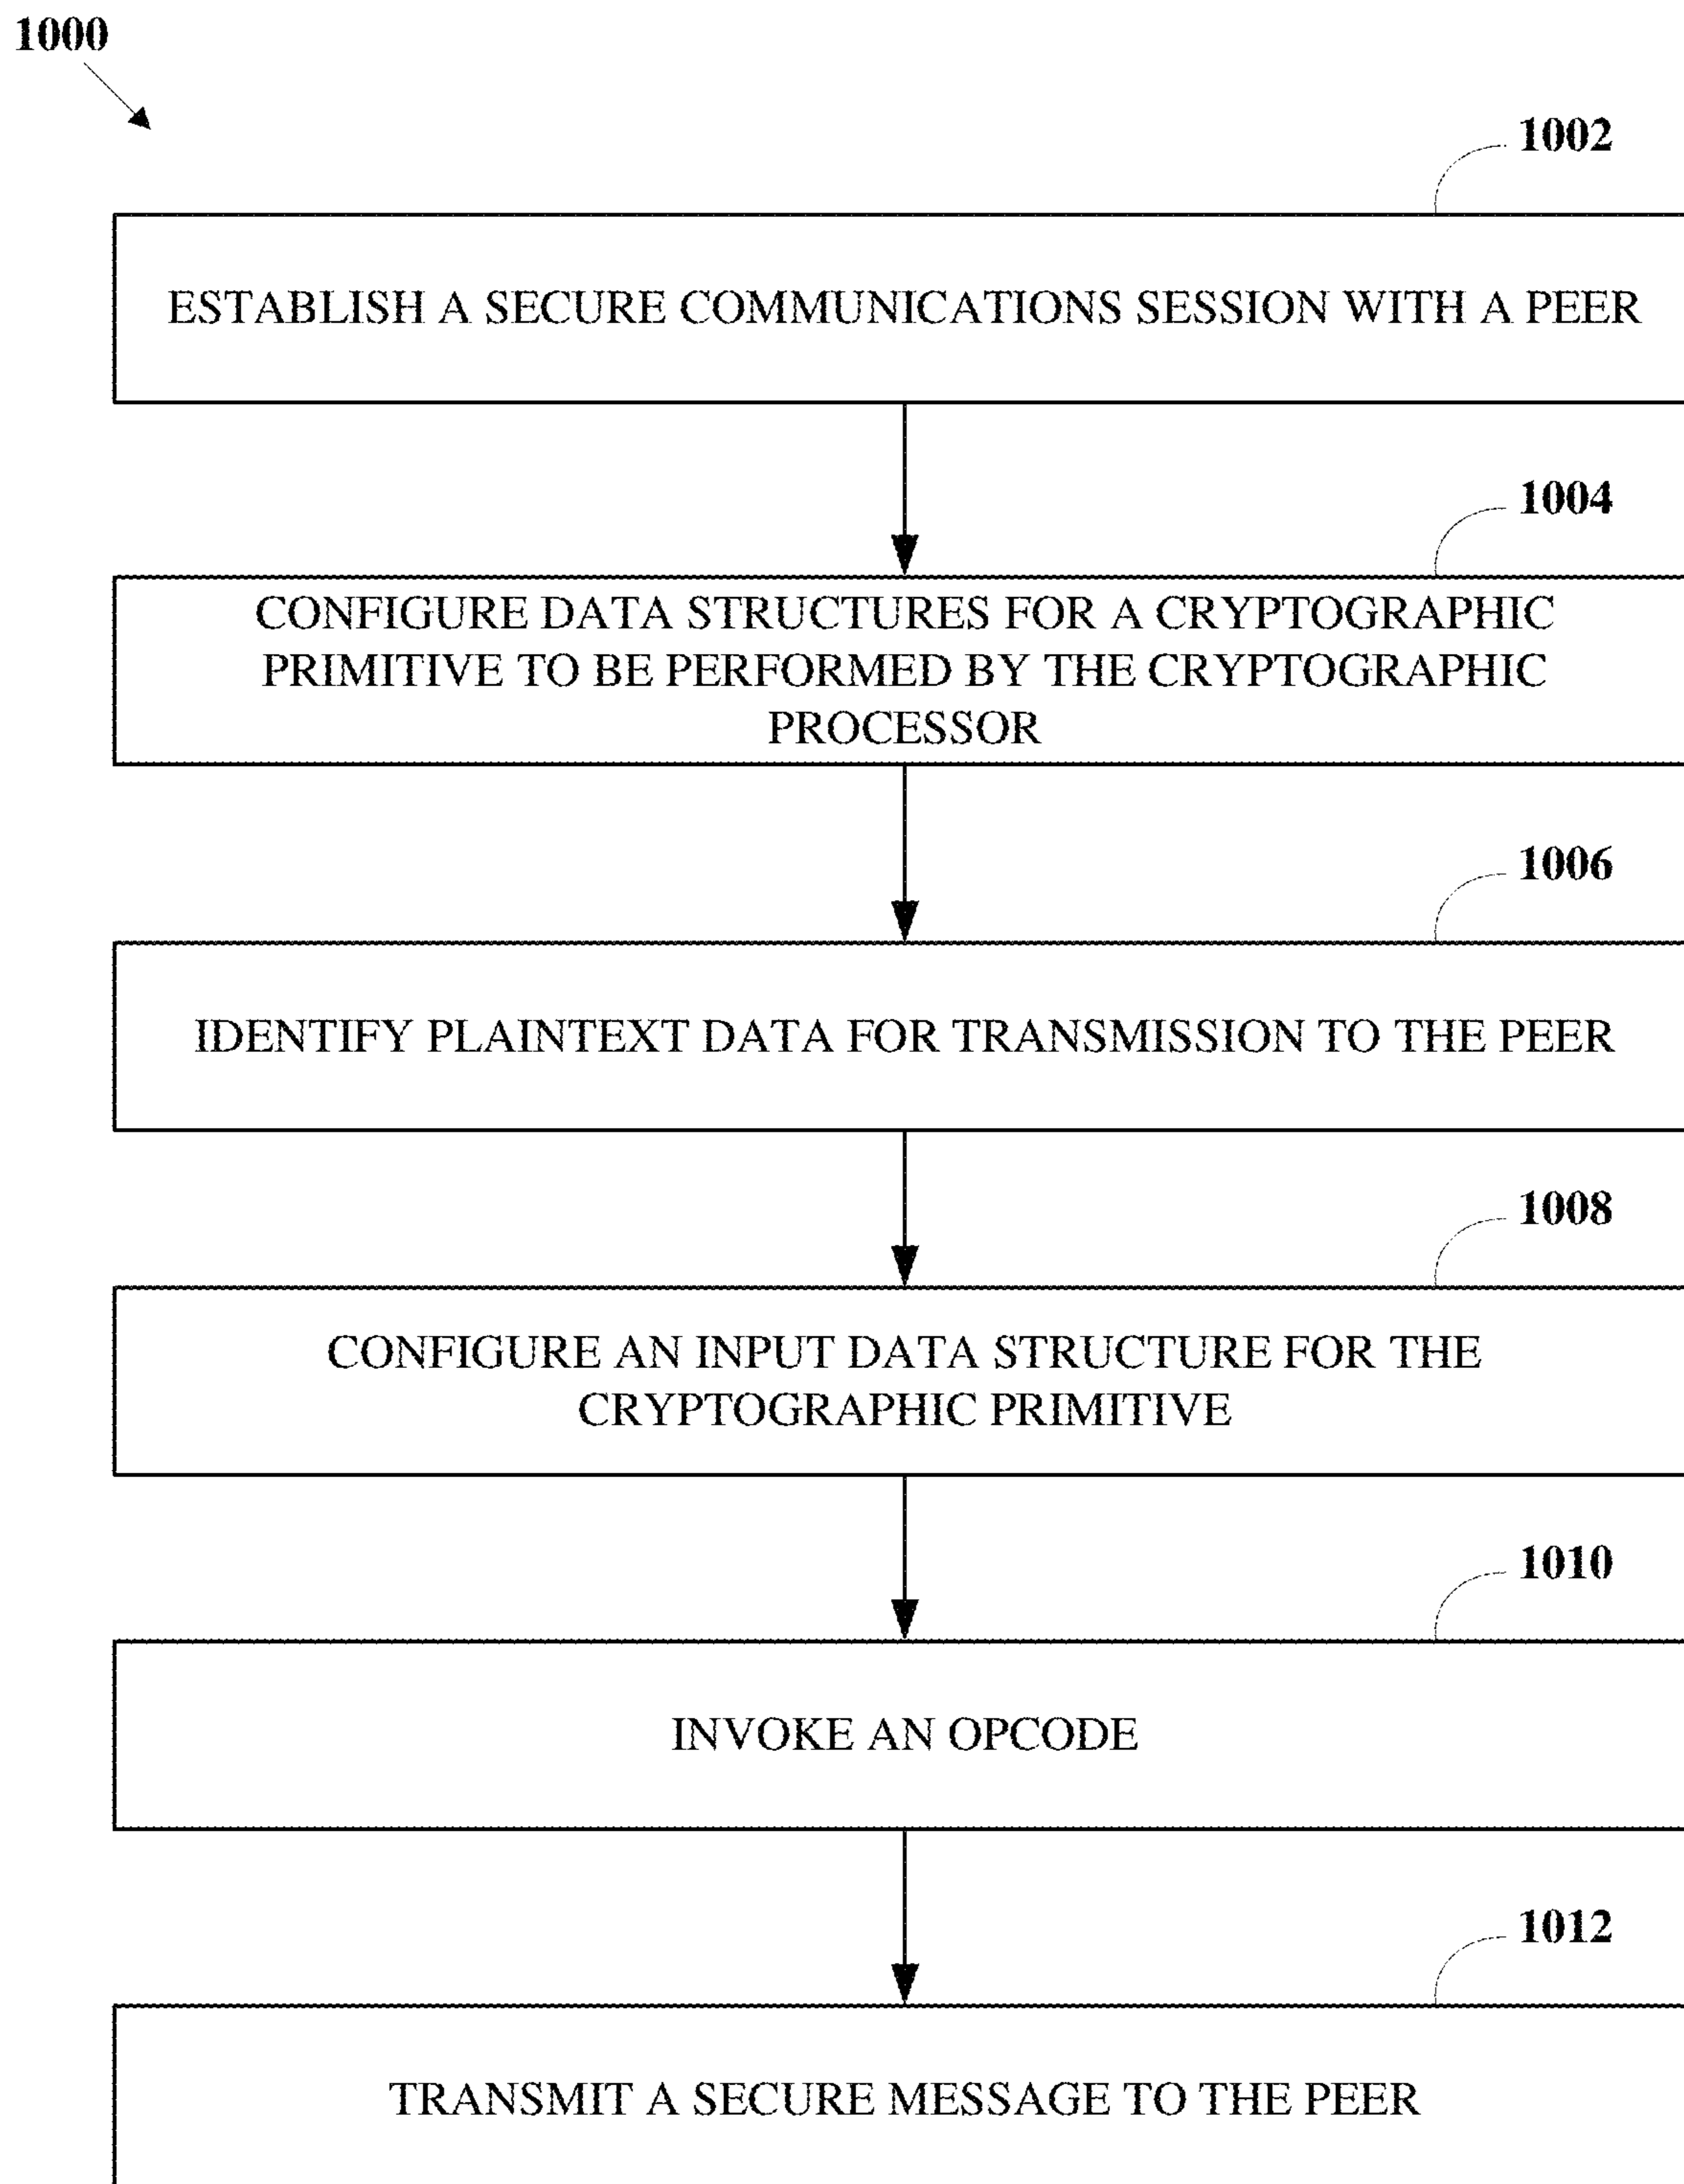 1000
1002
ESTABLISH A SECURE COMMUNICATIONS SESSION WITH A PEER
1004
CONFIGURE DATA STRUCTURES FOR A CRYPTOGRAPHIC
PRIMITIVE TO BE PERFORMED BY THE CRYPTOGRAPHIC
PROCESSOR
1006
IDENTIFY PLAINTEXT DATA FOR TRANSMISSION TO THE PEER
1008
CONFIGURE AN INPUT DATA STRUCTURE FOR THE
CRYPTOGRAPHIC PRIMITIVE
1010
INVOKE AN OPCODE
1012
TRANSMIT A SECURE MESSAGE TO THE PEER